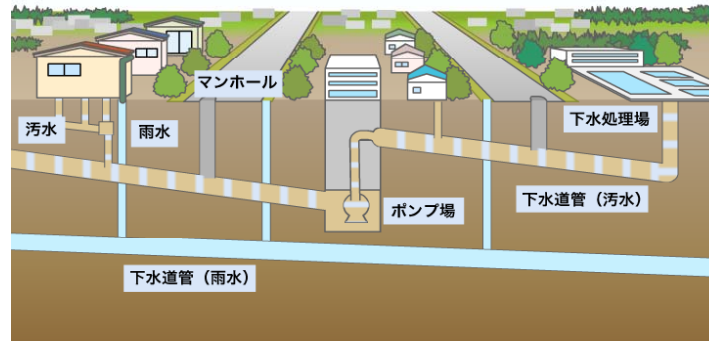 マンホール
汚水
雨水
下水処理場
下水道管（汚水）
ポンプ場
下水道管（雨水）